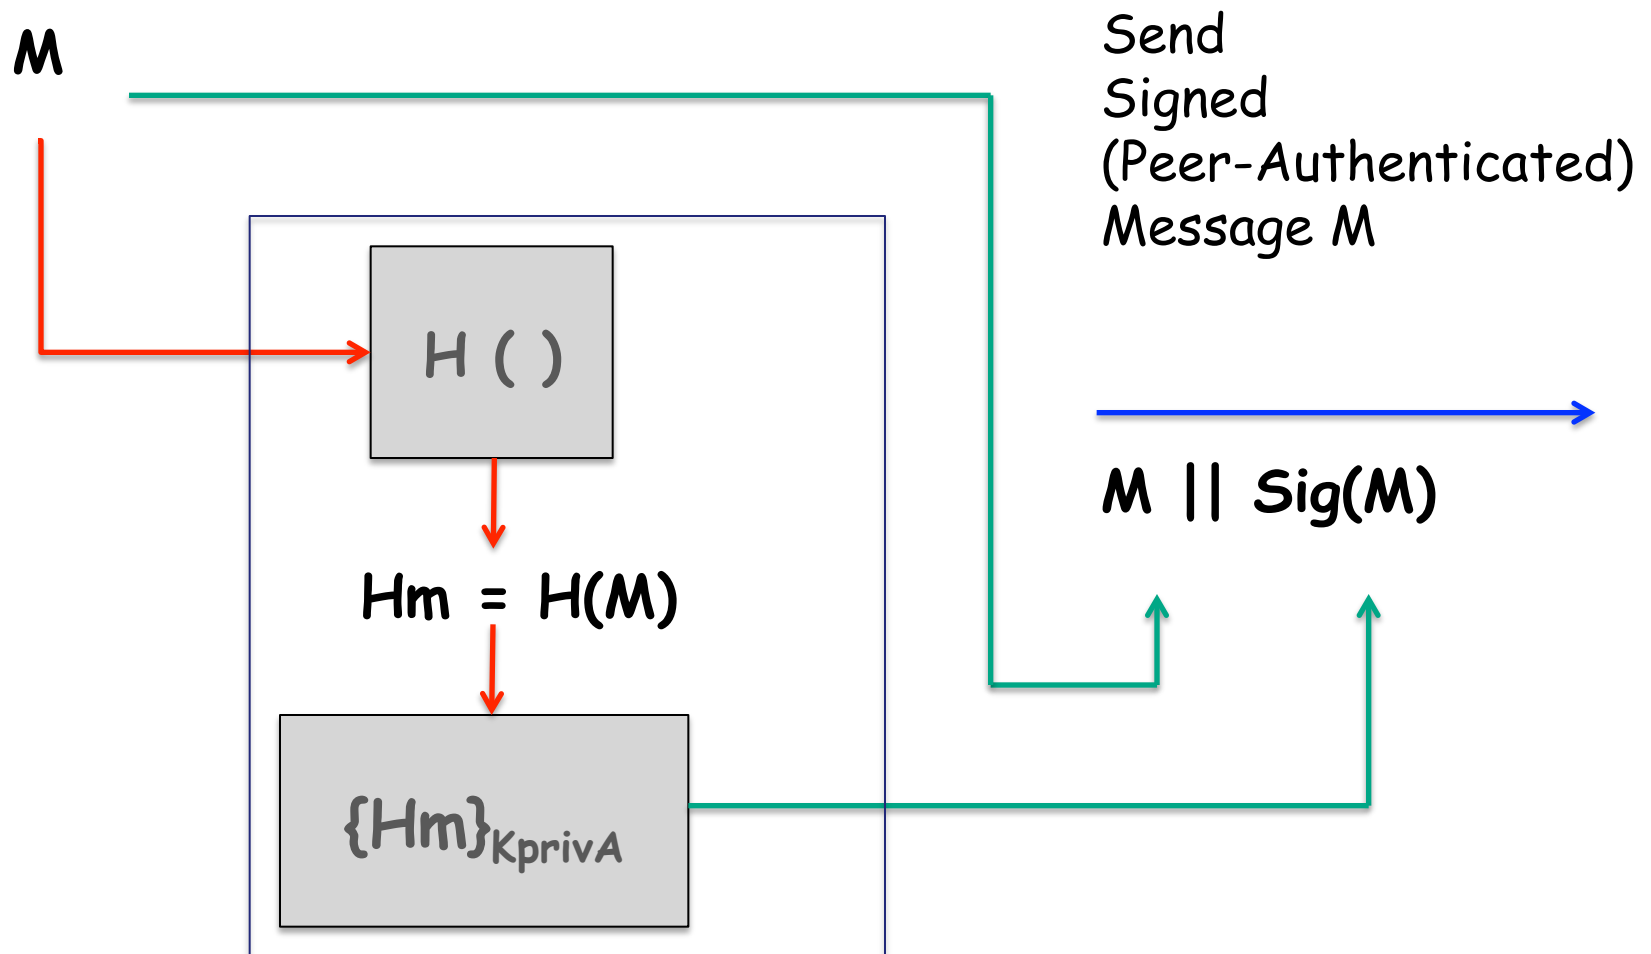 M
Send
Signed
(Peer-Authenticated)
Message M
H ( )
M || Sig(M)
Hm = H(M)
{Hm}KprivA